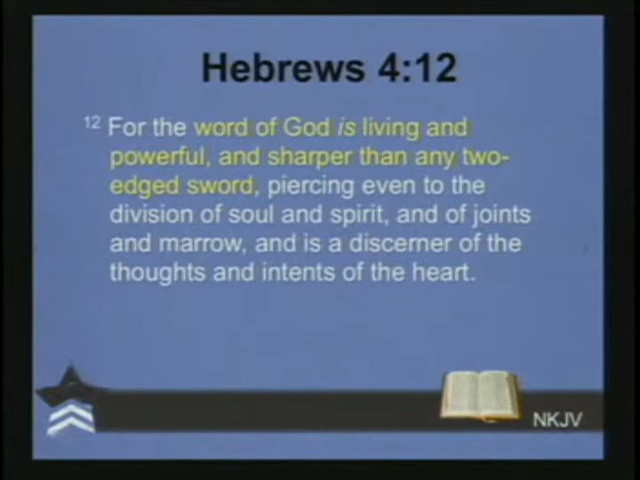 Hebrews 4:12
12 For the word of God is living and
powerful, and sharper than any two-
edged sword, piercing even to the
division of soul and spirit, and of joints
and marrow, and is a discerner of the
thoughts and intents of the heart.
NKJV